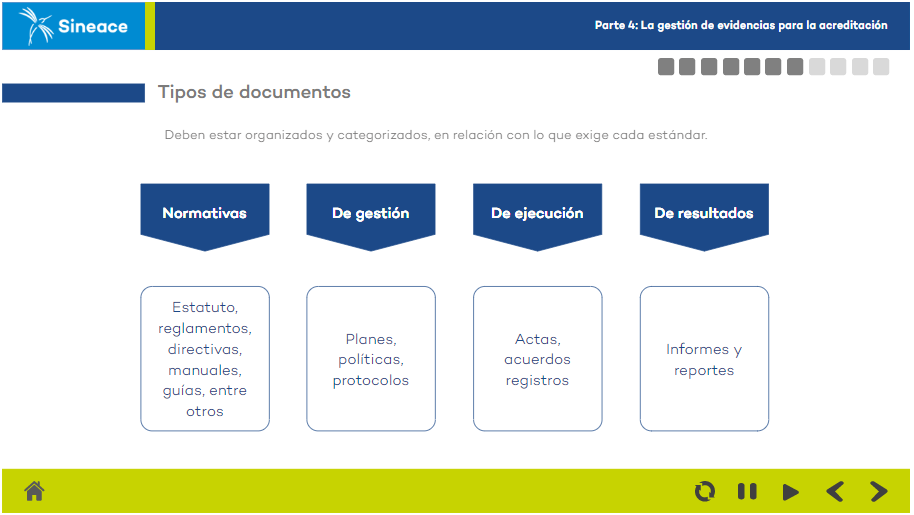 Sineace
Parte 4: La gestión de evidencias para la acreditación
Tipos de documentos
Deben estar organizados y categorizados, en relación con lo que exige cada estándar.
Normativas
De gestión
De ejecución
De resultados
Estatuto,
reglamentos,
directivas,
manuales,
guías, entre
otros
Planes,
políticas,
protocolos
Actas,
acuerdos
registros
Informes y
reportes